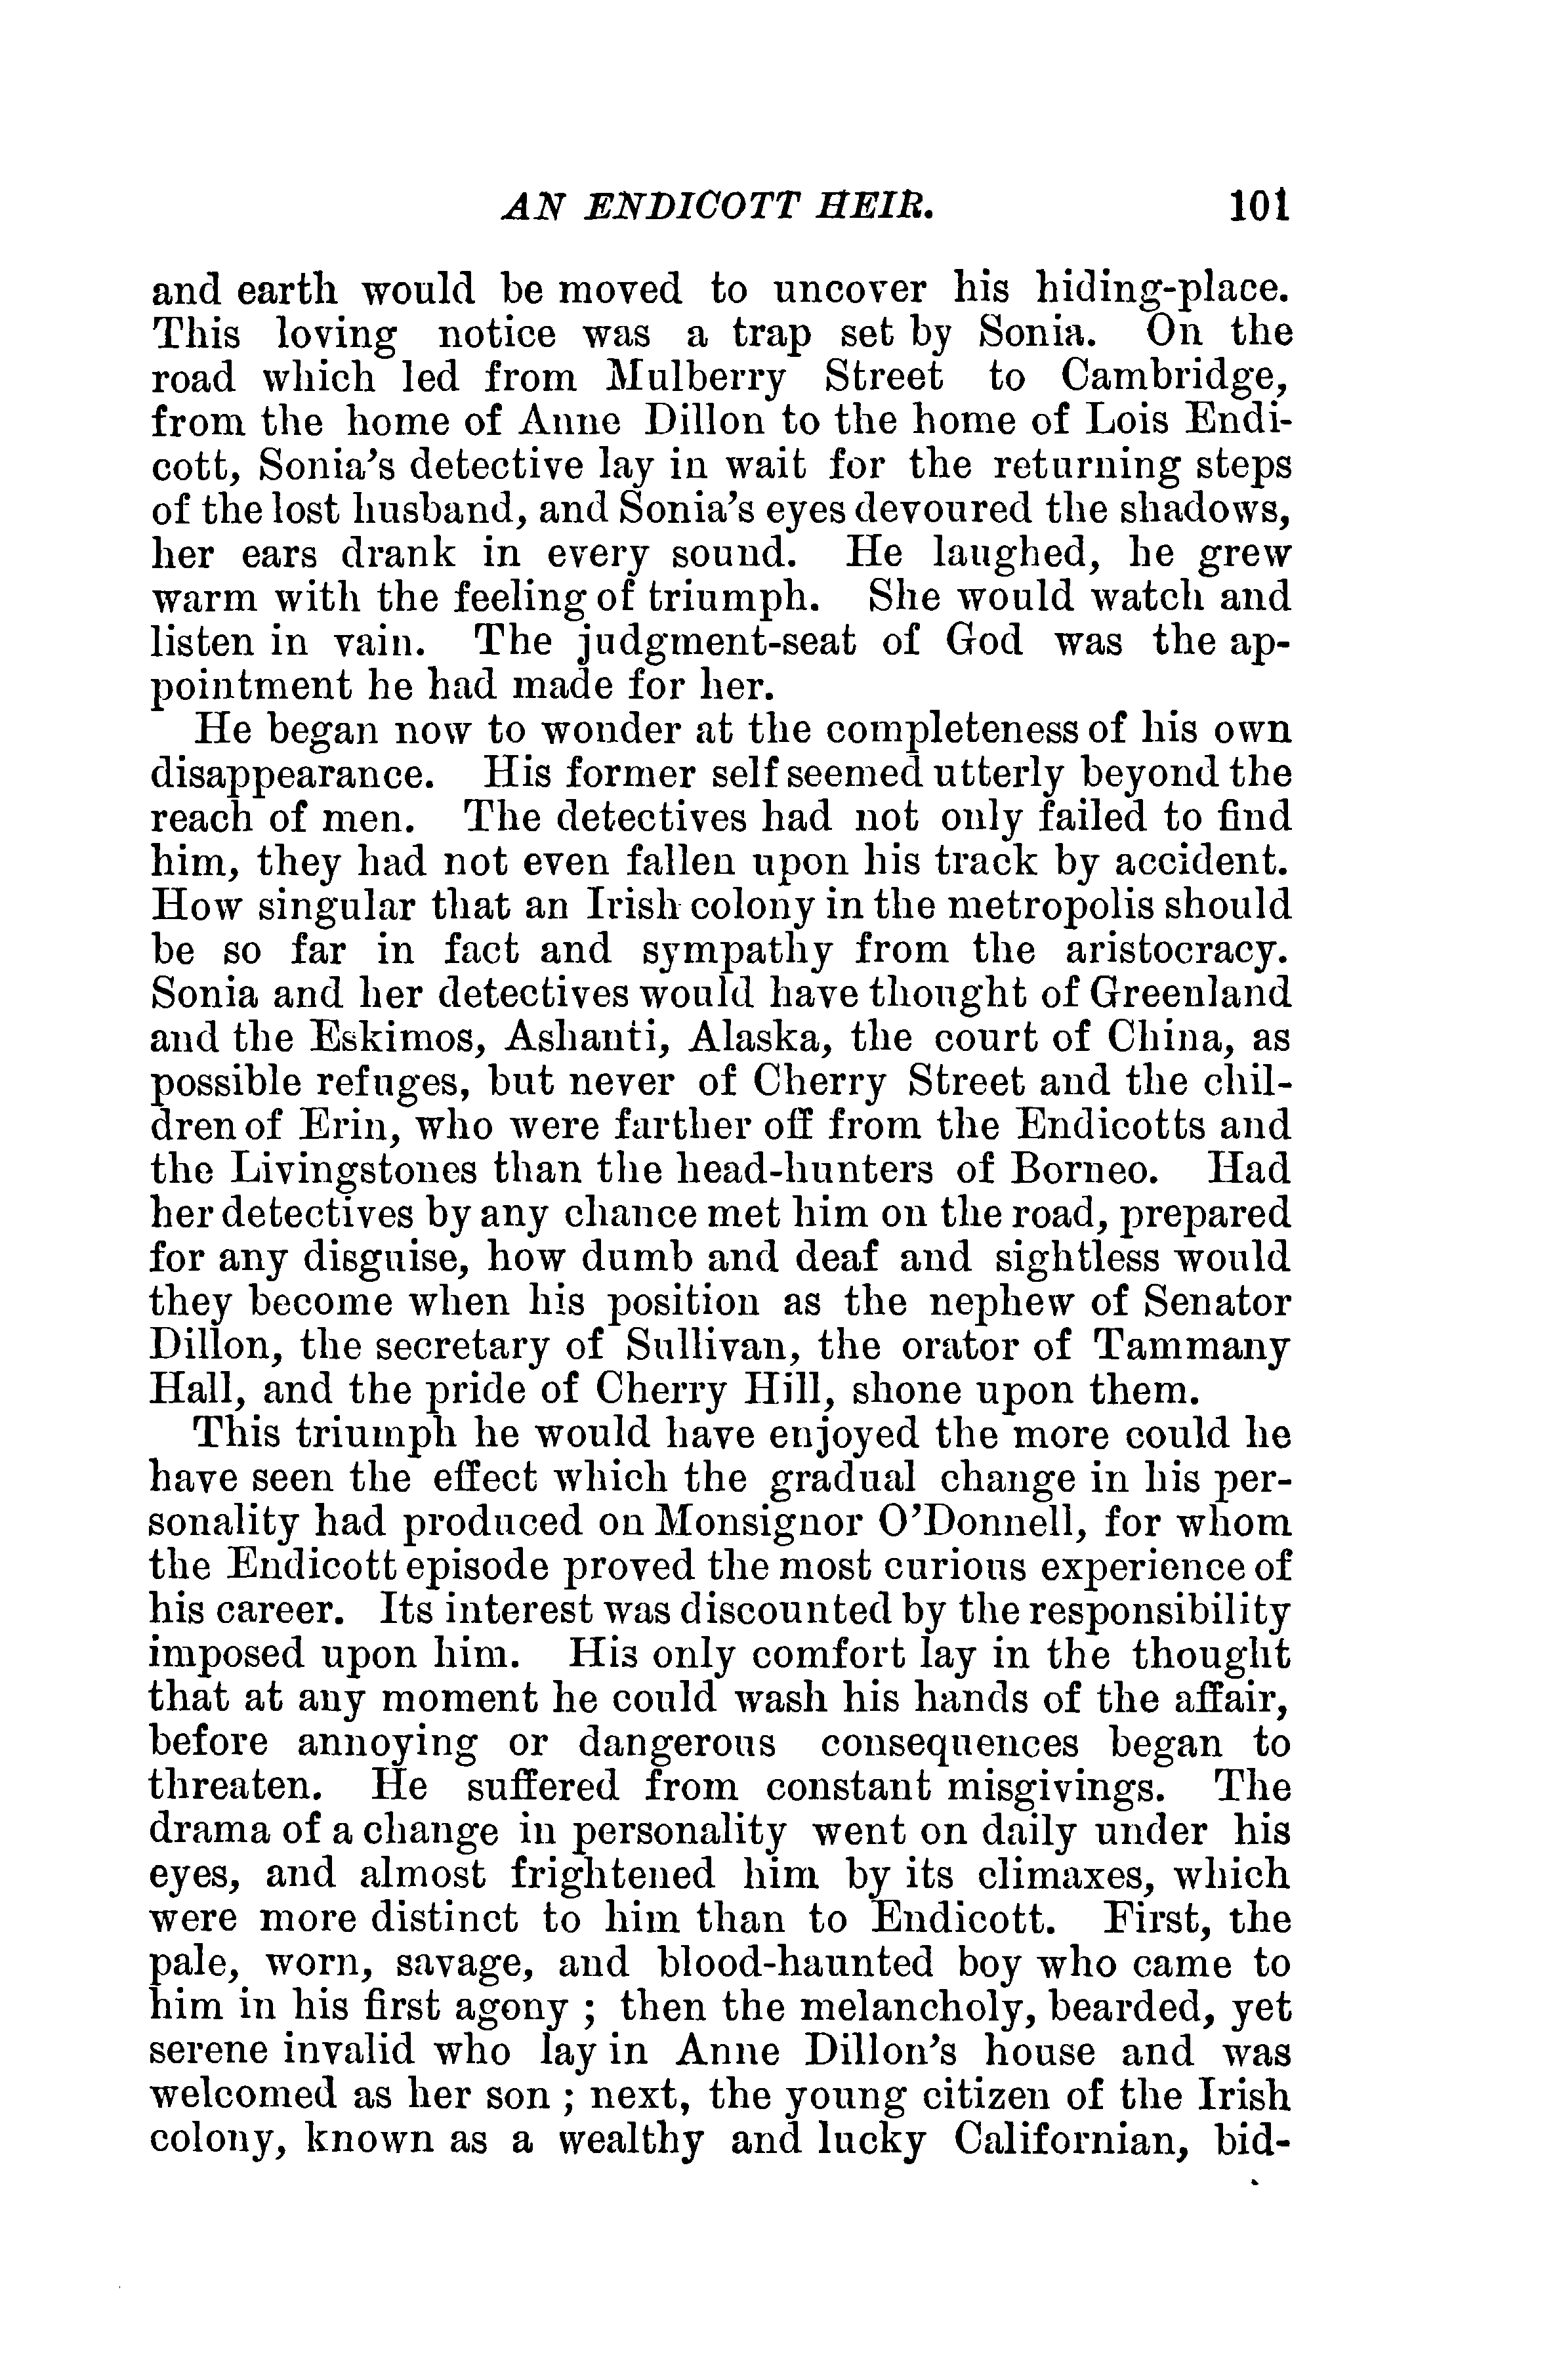 AN ENDICOTT HEIR. 101
and earth would be moved to uncover his hiding-place.
This loving notice was a trap set by Sonia. On the
road which led from Mulberry Street to Cambridge,
from the home of Anne Dillon to the home of Lois Endi-
cott, Sonia's detective lay in wait for the returning steps
of the lost husband, and Sonia's eyes devoured the shadows,
her ears drank in every sound. He laughed, he grew
warm with the feeling of triumph. She would watch and
listen in vain. The judgment-seat of God was the ap-
pointment he had made for her.
He began now to wonder at the completeness of his own
disappearance. His former self seemed utterly beyond the
reach of men. The detectives had not only failed to find
him, they had not even fallen upon his track by accident.
How singular that an Irish colony in the metropolis should
be so far in fact and sympathy from the aristocracy.
Sonia and her detectives would have thought of Greenland
and the Eskimos, Ashanti, Alaska, the court of China, as
possible refuges, but never of Cherry Street and the chil-
dren of Erin, who were farther off from the Endicotts and
the Livingstones than the head-hunters of Borneo. Had
her detectives by any chance met him on the road, prepared
for any disguise, how dumb and deaf and sightless would
they become when his position as the nephew of Senator
Dillon, the secretary of Sullivan, the orator of Tammany
Hall, and the pride of Cherry Hill, shone upon them.
This triumph he would have enjoyed the more could he
have seen the effect which the gradual change in his per-
sonality had produced on Monsignor O'Donnell, for whom
the Endicott episode proved the most curious experience of
his career. Its interest was discounted by the responsibility
imposed upon him. His only comfort lay in the thought
that at any moment he could wash his hands of the affair,
before annoying or dangerous consequences began to
threaten. He suffered from constant misgivings. The
drama of a change in personality went on daily under his
eyes, and almost frightened him by its climaxes, which
were more distinct to him than to Endicott. First, the
pale, worn, savage, and blood-haunted boy who came to
him in his first agony ; then the melancholy, bearded, yet
serene invalid who lay in Anne Dillon's house and was
welcomed as her son ; next, the young citizen of the Irish
colony, known as a wealthy and lucky Californian, bid-